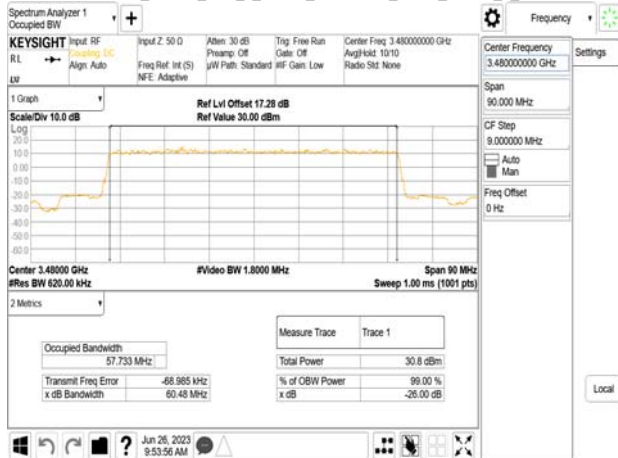 Spectrum Analyzer 1
Occupied BW
Frequency
KEYSIGHT
Input: RF
Coupling: DC
Align: Auto
RL
LM
Input Z: 50 Ω
Freq Ref: Int (S)
NFE: Adaptive
Atten: 30 dB
Preamp: Off
µW Path: Standard
Trig: Free Run
Gate: Off
#IF Gain: Low
Center Freq: 3.480000000 GHz
Avg|Hold: 10/10
Radio Std: None
Center Frequency
3.480000000 GHz
Settings
Span
90.000 MHz
CF Step
9.000000 MHz
Auto
Man
Freq Offset
0 Hz
Local
1 Graph
Scale/Div 10.0 dB
Ref Lvl Offset 17.28 dB
Ref Value 30.00 dBm
Log
20.0
10.0
0.00
-10.0
-20.0
-30.0
-40.0
-50.0
-60.0
Center 3.48000 GHz
#Video BW 1.8000 MHz
Span 90 MHz
#Res BW 620.00 kHz
Sweep 1.00 ms (1001 pts)
2 Metrics
Measure Trace Trace 1
Occupied Bandwidth
57.733 MHz
Total Power 30.8 dBm
Transmit Freq Error -68.985 kHz
% of OBW Power 99.00 %
x dB Bandwidth 60.48 MHz
x dB -26.00 dB
?
Jun 26, 2023
9:53:56 AM